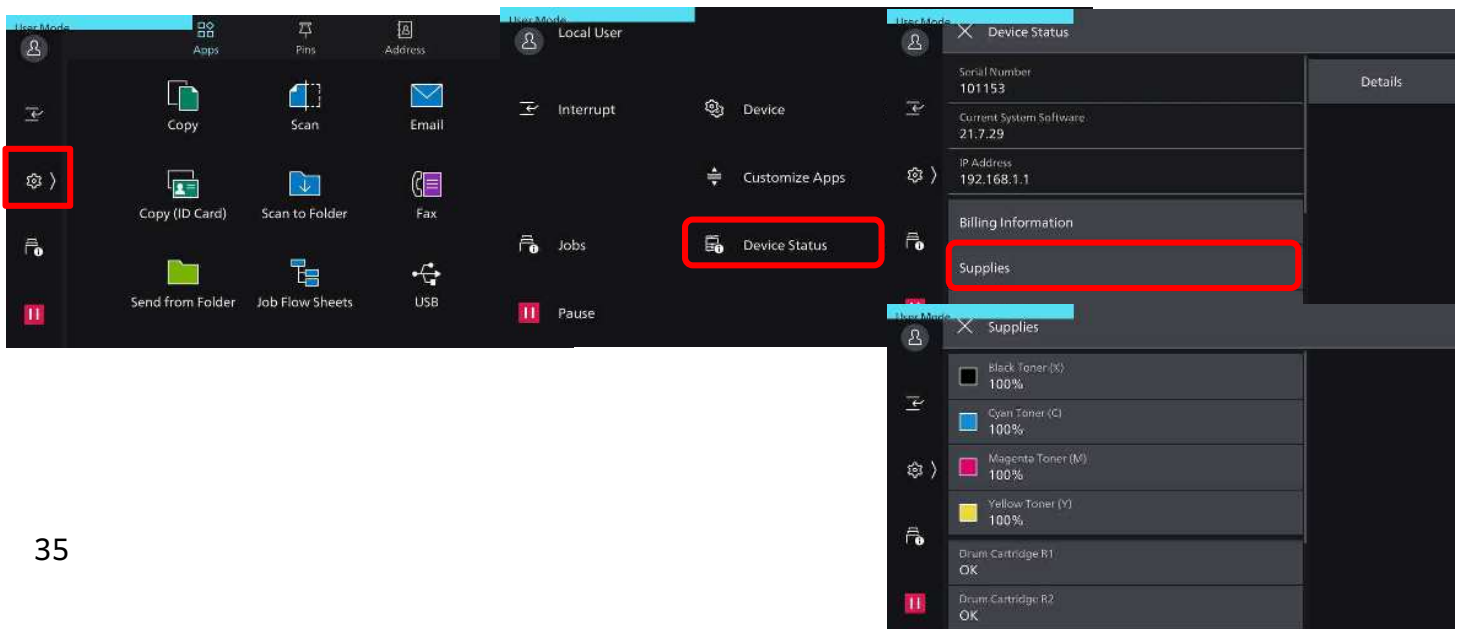 User Mode
Apps
Pins
Address
Copy
Scan
Email
Copy (ID Card)
Scan to Folder
Fax
Send from Folder
Job Flow Sheets
USB
User Mode
Local User
Interrupt
Device
Customize Apps
Jobs
Device Status
Pause
User Mode
Device Status
Serial Number
101153
Details
Current System Software
21.7.29
IP Address
192.168.1.1
Billing Information
Supplies
User Mode
Supplies
Black Toner (K)
100%
Cyan Toner (C)
100%
Magenta Toner (M)
100%
Yellow Toner (Y)
100%
Drum Cartridge R1
OK
Drum Cartridge R2
OK
35